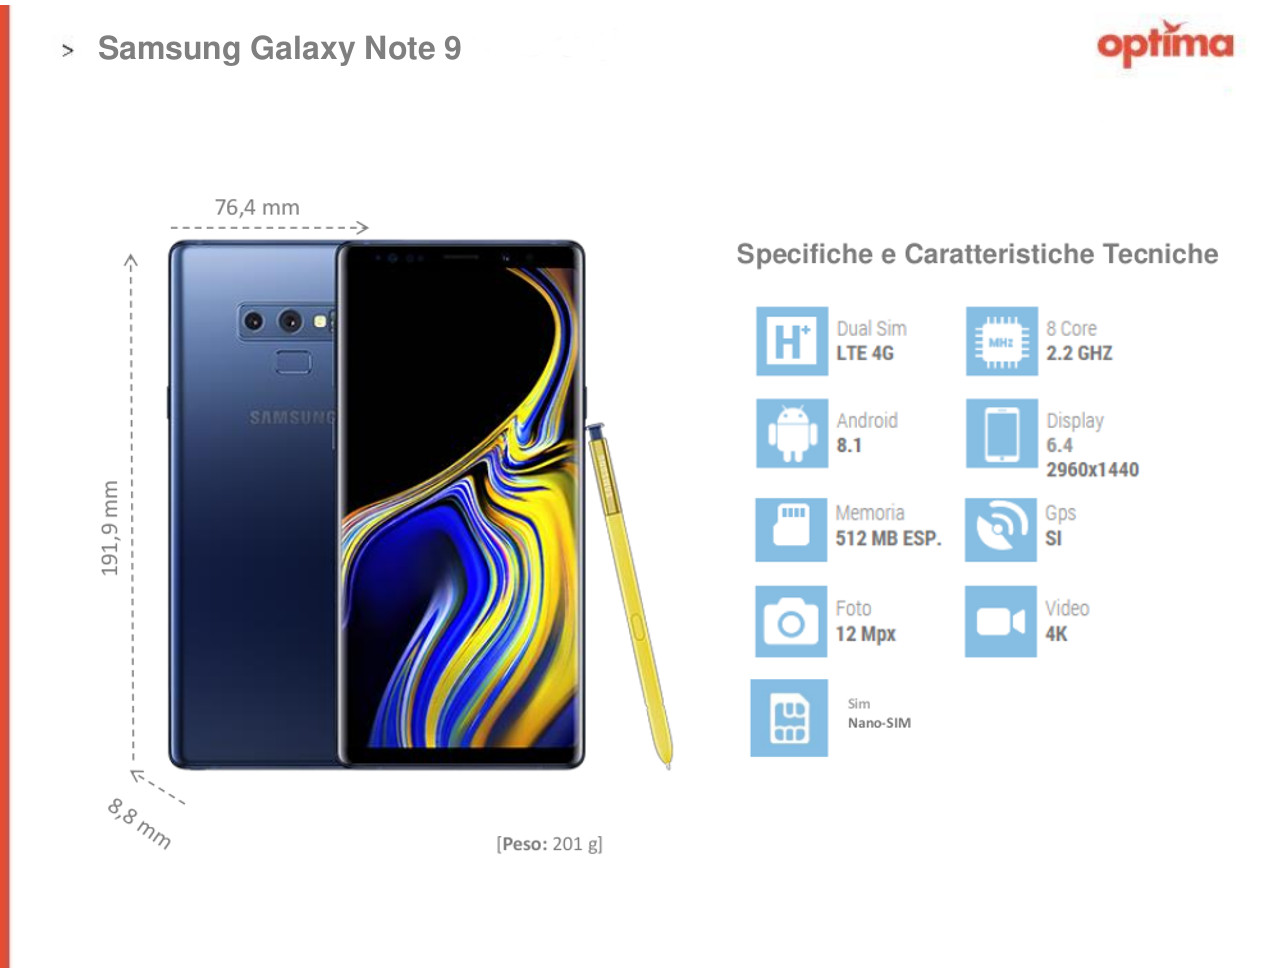 > Samsung Galaxy Note 9
optima
76,4 mm
191,9 mm
8,8 mm
SAMSUNG
SAMSUNG
[Peso: 201 g]
Specifiche e Caratteristiche Tecniche
H+
Dual Sim
LTE 4G
MHz
8 Core
2.2 GHZ
Android
8.1
Display
6.4
2960x1440
Memoria
512 MB ESP.
Gps
SI
Foto
12 Mpx
Video
4K
Sim
Nano-SIM